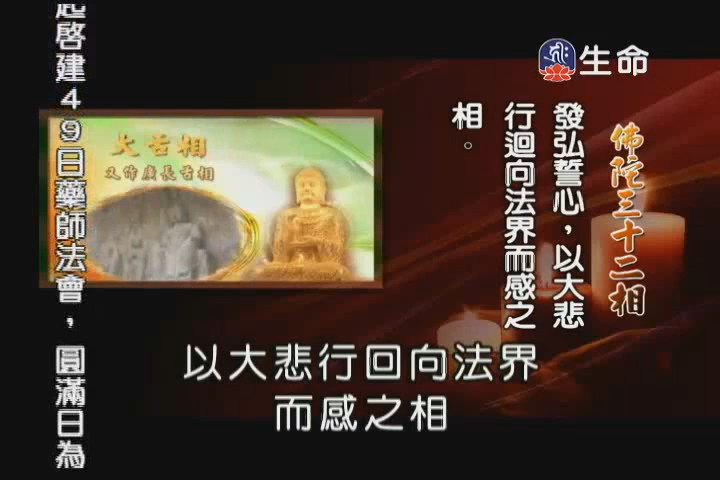 生命
佛陀三十二相
發弘誓心，以大悲
行迴向法界而感之
相。
大舌相
又作廣長舌相
起啓建49日藥師法會，圓滿日為
以大悲行回向法界
而感之相